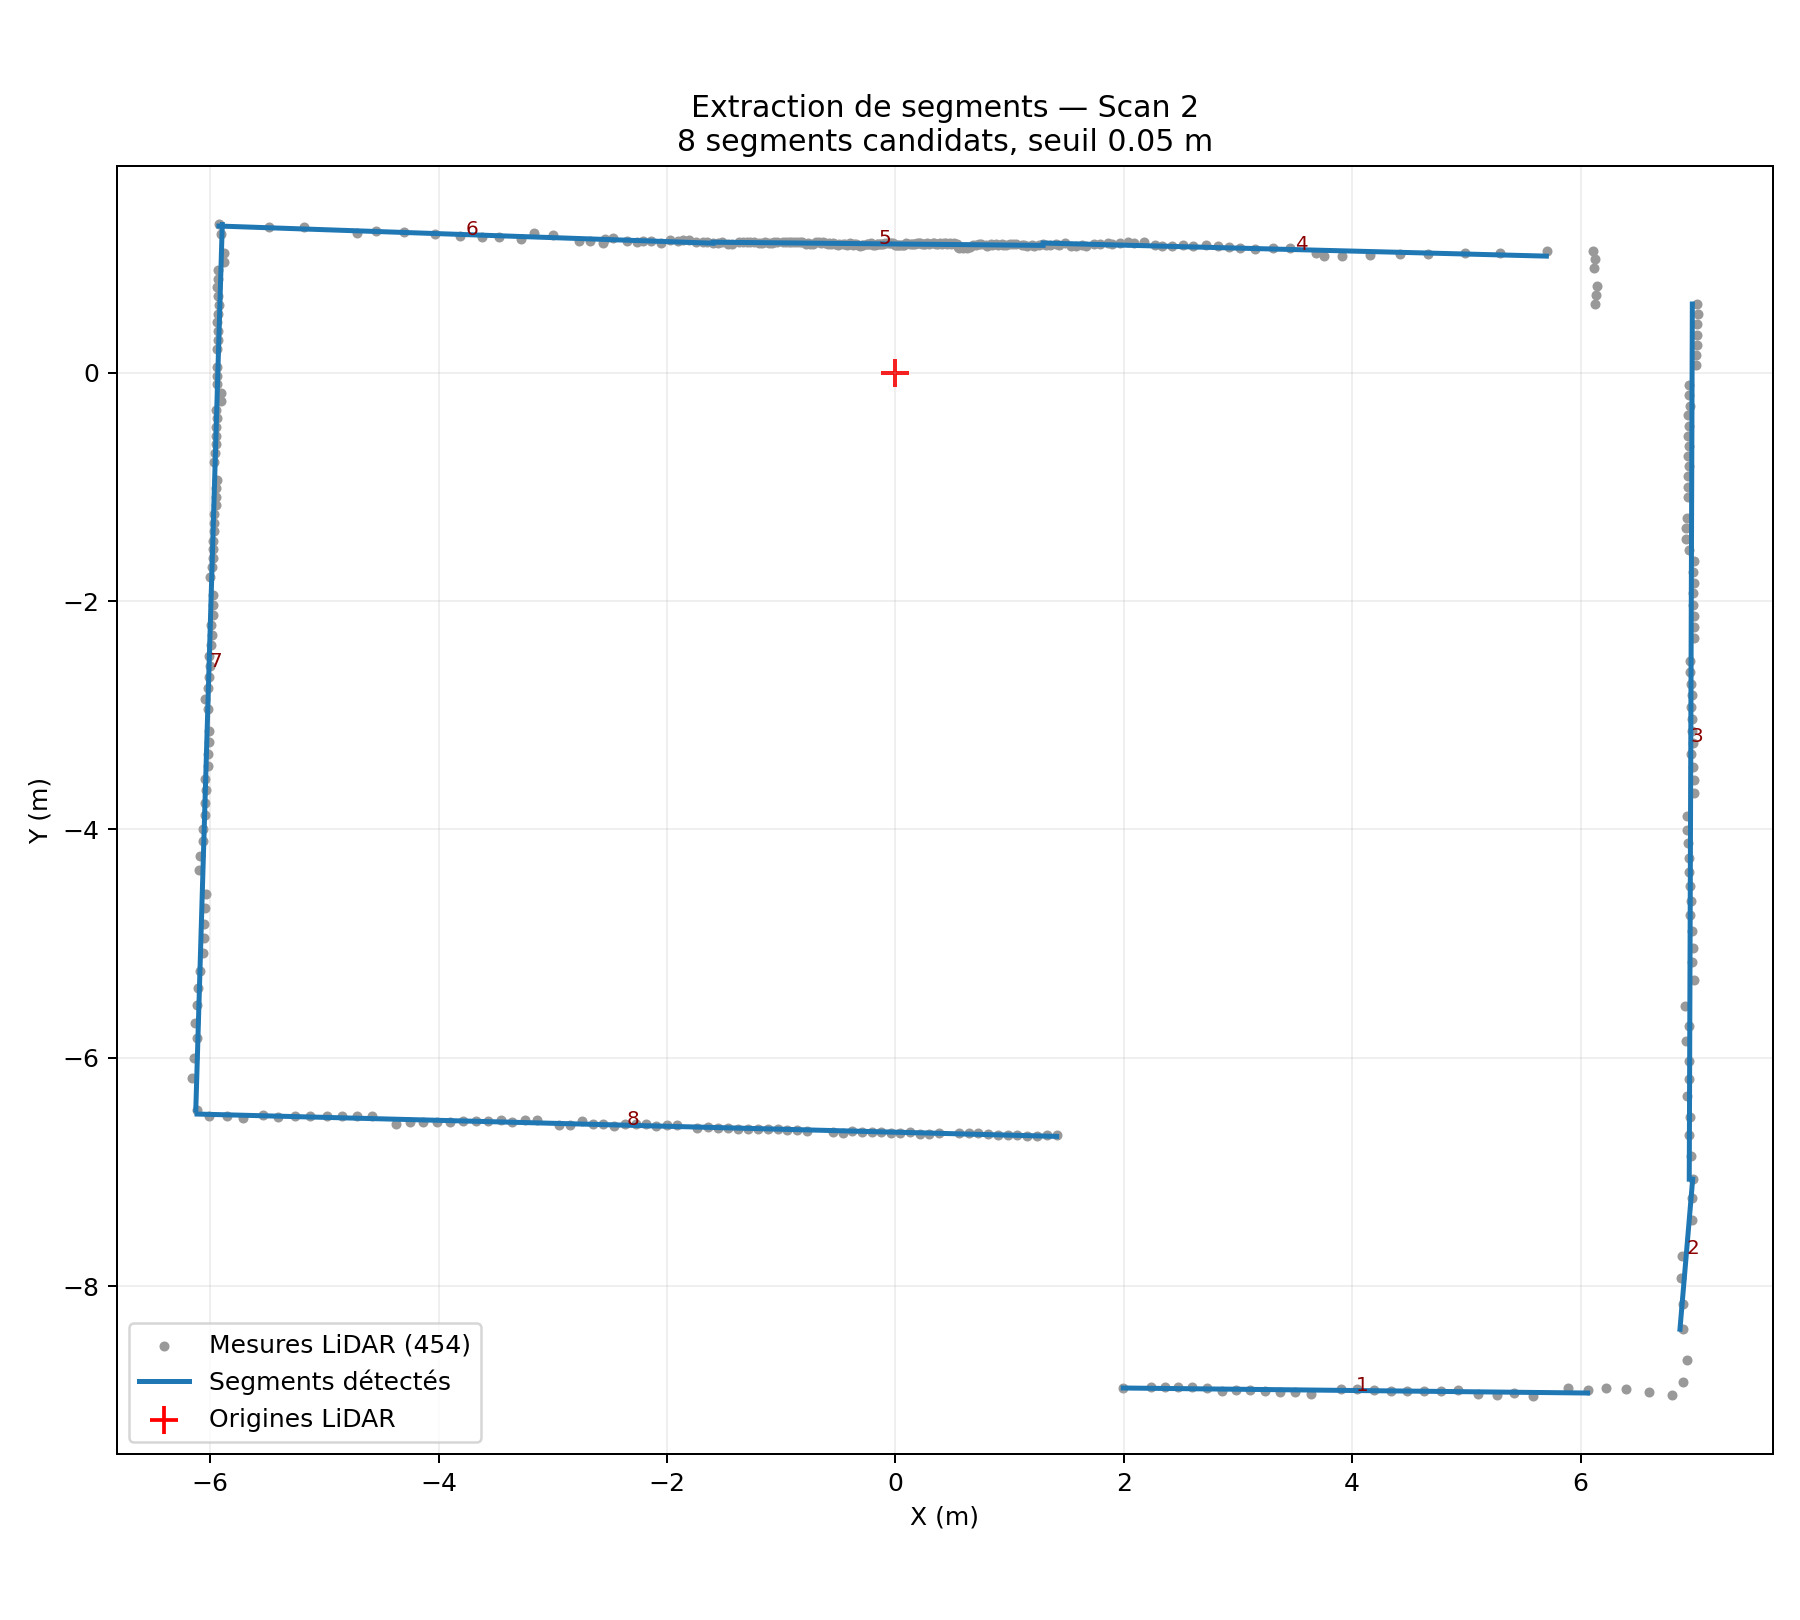 Extraction de segments — Scan 2
8 segments candidats, seuil 0.05 m
6
5
4
0
−2
7
3
Y (m)
−4
−6
8
2
−8
1
Mesures LiDAR (454)
Segments détectés
Origines LiDAR
−6
−4
−2
0
2
4
6
X (m)